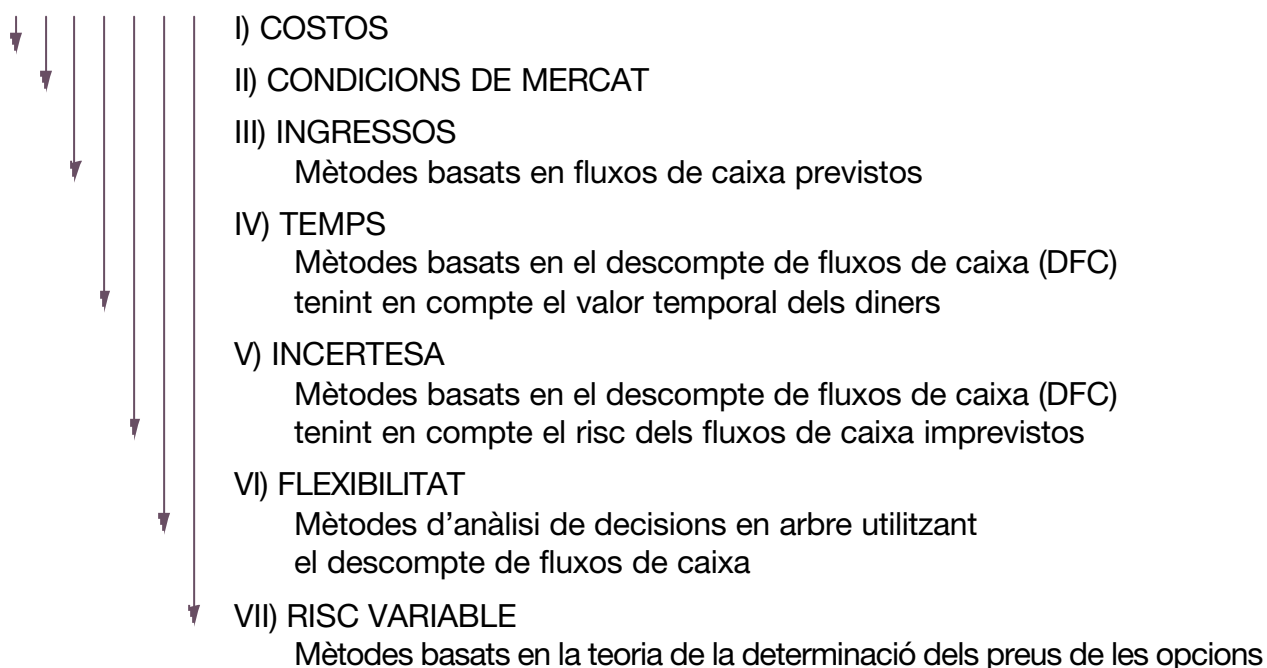 I) COSTOS
II) CONDICIONS DE MERCAT
III) INGRESSOS
Mètodes basats en fluxos de caixa previstos
IV) TEMPS
Mètodes basats en el descompte de fluxos de caixa (DFC)
tenint en compte el valor temporal dels diners
V) INCERTESA
Mètodes basats en el descompte de fluxos de caixa (DFC)
tenint en compte el risc dels fluxos de caixa imprevistos
VI) FLEXIBILITAT
Mètodes d’anàlisi de decisions en arbre utilitzant
el descompte de fluxos de caixa
VII) RISC VARIABLE
Mètodes basats en la teoria de la determinació dels preus de les opcions